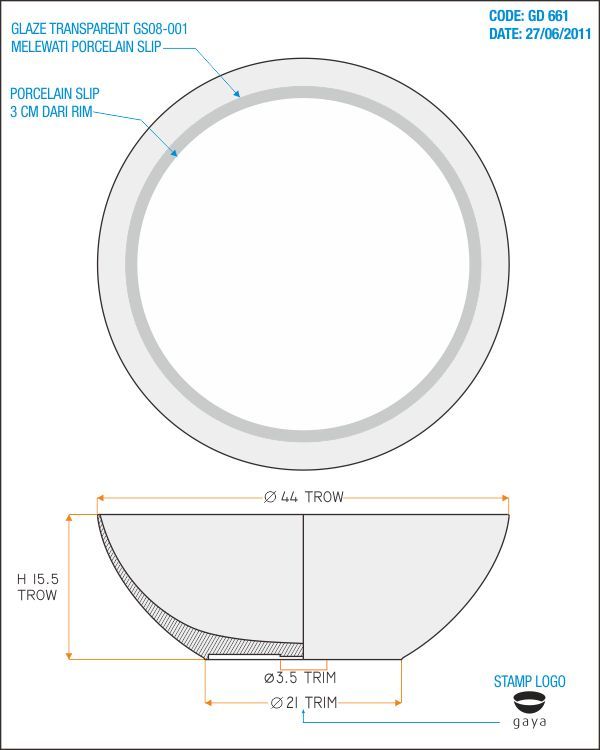 CODE: GD 661
DATE: 27/06/2011
GLAZE TRANSPARENT GS08-001
MELEWATI PORCELAIN SLIP
PORCELAIN SLIP
3 CM DARI RIM
Ø 44 TROW
H 15.5
TROW
Ø3.5 TRIM
Ø21 TRIM
STAMP LOGO
gaya